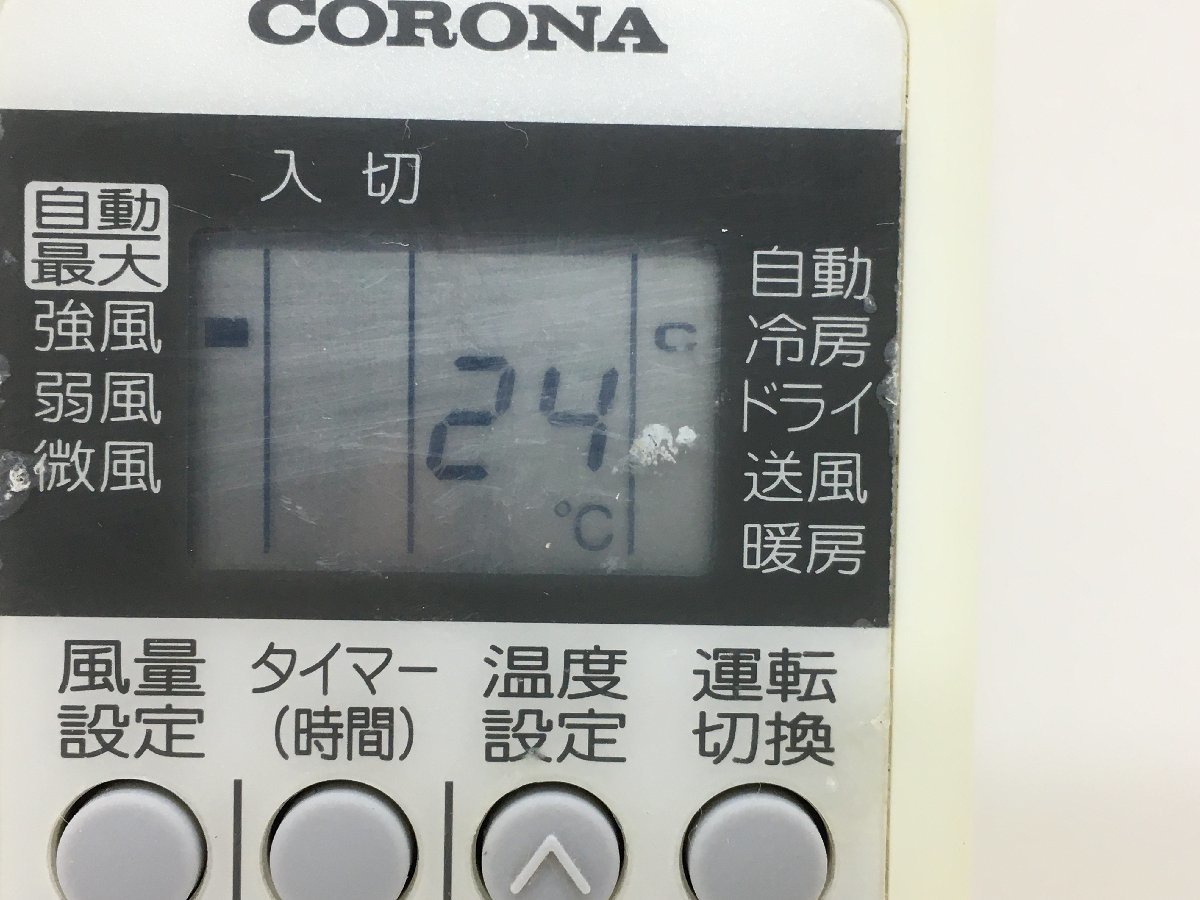 CORONA
入 切
自動
最大
強風
弱風
微風
24
℃
C
自動
冷房
ドライ
送風
暖房
風量
設定
タイマー
(時間)
温度
設定
運転
切換